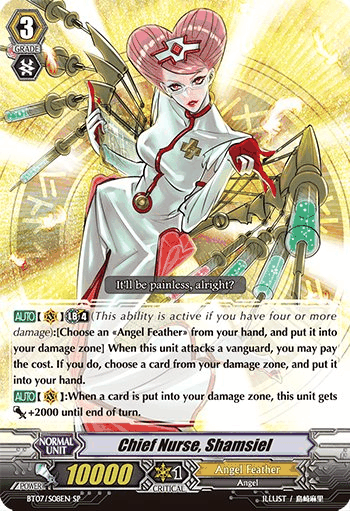 3
GRADE
It'll be painless, alright?
AUTO【 】LB4 (This ability is active if you have four or more
damage):[Choose an «Angel Feather» from your hand, and put it into
your damage zone] When this unit attacks a vanguard, you may pay
the cost. If you do, choose a card from your damage zone, and put it
into your hand.
AUTO【 】:When a card is put into your damage zone, this unit gets
+2000 until end of turn.
NORMAL
UNIT
Chief Nurse, Shamsiel
POWER
10000
1
CRITICAL
Angel Feather
Angel
BT07/S08EN SP
ILLUST / 島崎麻里